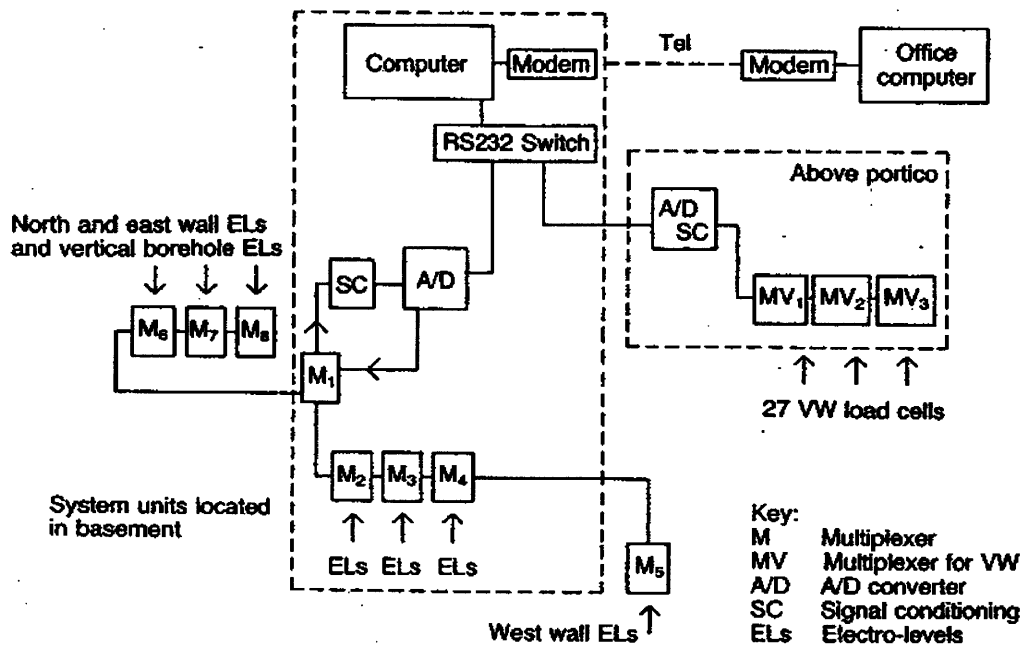 Computer
Modem
Tel
Modem
Office
computer
RS232 Switch
Above portico
A/D
SC
North and east wall ELs
and vertical borehole ELs
SC
A/D
MV₁
MV₂
MV₃
M₆
M₇
M₈
M₁
27 VW load cells
M₂
M₃
M₄
System units located
in basement
ELs
ELs
ELs
M₅
West wall ELs
Key:
M Multiplexer
MV Multiplexer for VW
A/D A/D converter
SC Signal conditioning
ELs Electro-levels